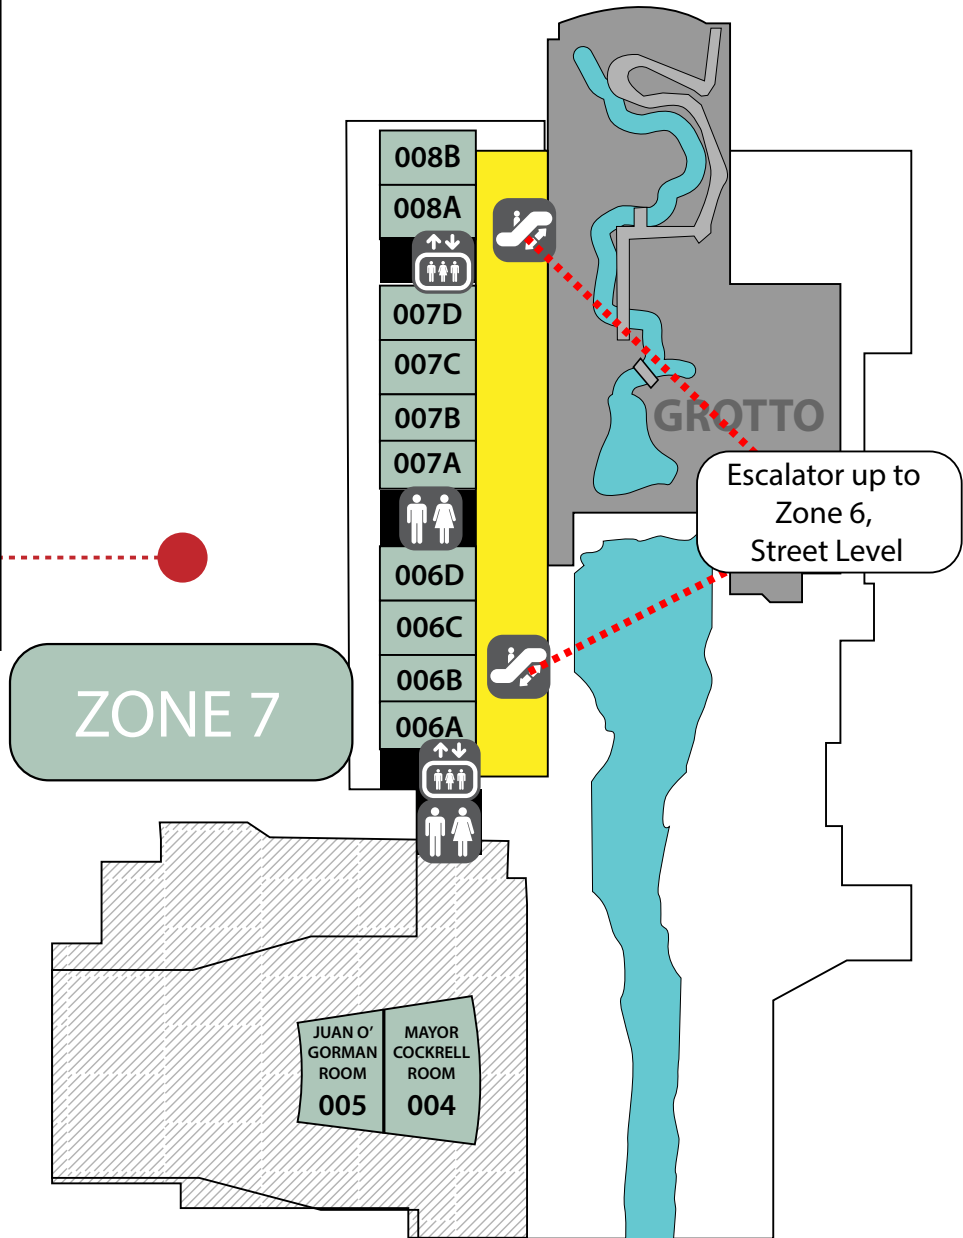 008B
008A
007D
007C
007B
007A
GROTTO
Escalator up to
Zone 6,
Street Level
006D
006C
006B
006A
ZONE 7
JUAN O'
GORMAN
ROOM
005
MAYOR
COCKRELL
ROOM
004